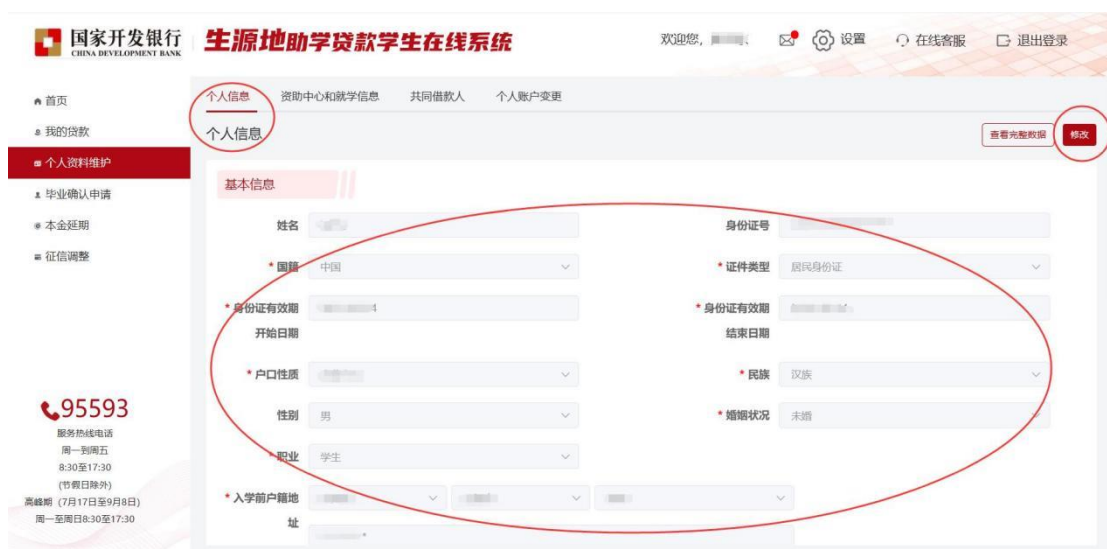 国家开发银行
CHINA DEVELOPMENT BANK
生源地助学贷款学生在线系统
欢迎您,
设置
在线客服
退出登录
首页
我的贷款
个人资料维护
毕业确认申请
本金延期
征信调整
95593
服务热线电话
周一到周五
8:30至17:30
(节假日除外)
高峰期 (7月17日至9月8日)
周一至周日8:30至17:30
个人信息 资助中心和就学信息 共同借款人 个人账户变更
个人信息
查看完整数据 修改
基本信息
姓名
身份证号
* 国籍 中国
* 证件类型 居民身份证
* 身份证有效期
开始日期
* 身份证有效期
结束日期
* 户口性质
* 民族 汉族
性别 男
* 婚姻状况 未婚
* 职业 学生
* 入学前户籍地
址